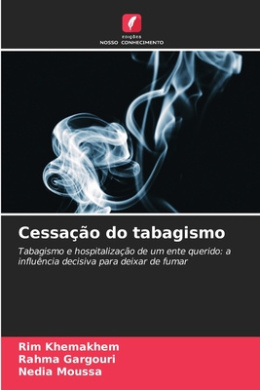 NOSSO CONHECIMENTO
Cessação do tabagismo
Tabagismo e hospitalização de um ente querido: a
influência decisiva para deixar de fumar
Rim Khemakhem
Rahma Gargouri
Nedia Moussa